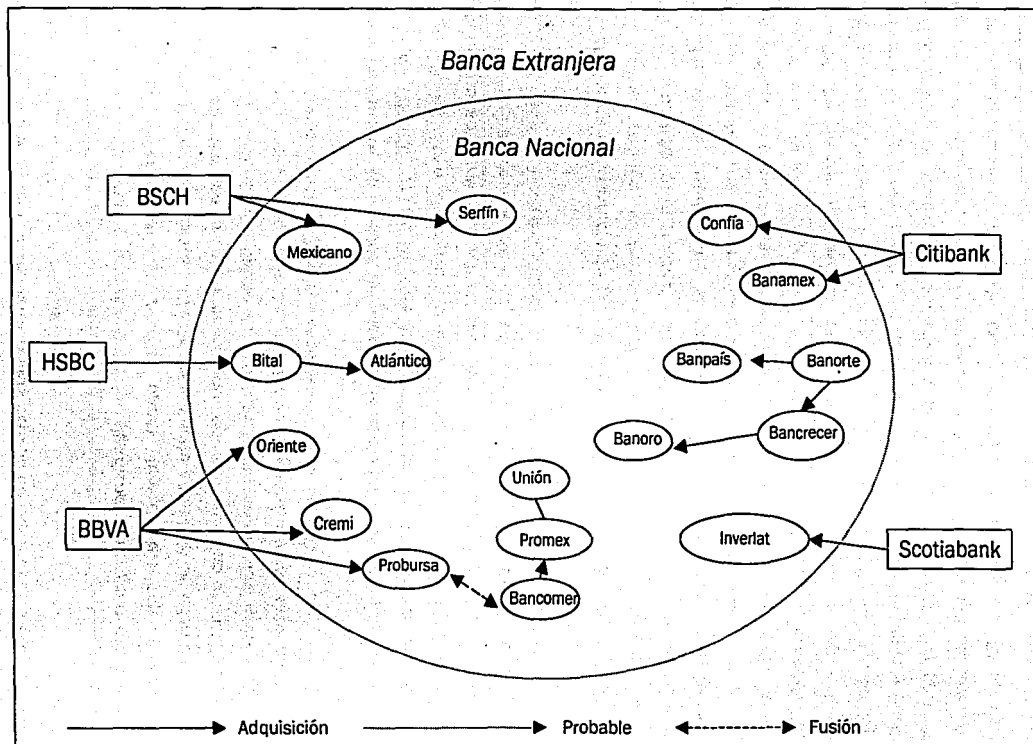 Banca Extranjera
Banca Nacional
BSCH
Serfín
Mexicano
Confía
Citibank
Banamex
HSBC
Bital
Atlántico
Banpaís
Banorte
Oriente
Banoro
Bancrecer
Unión
BBVA
Cremi
Promex
Inverlat
Scotiabank
Probursa
Bancomer
Adquisición
Probable
Fusión